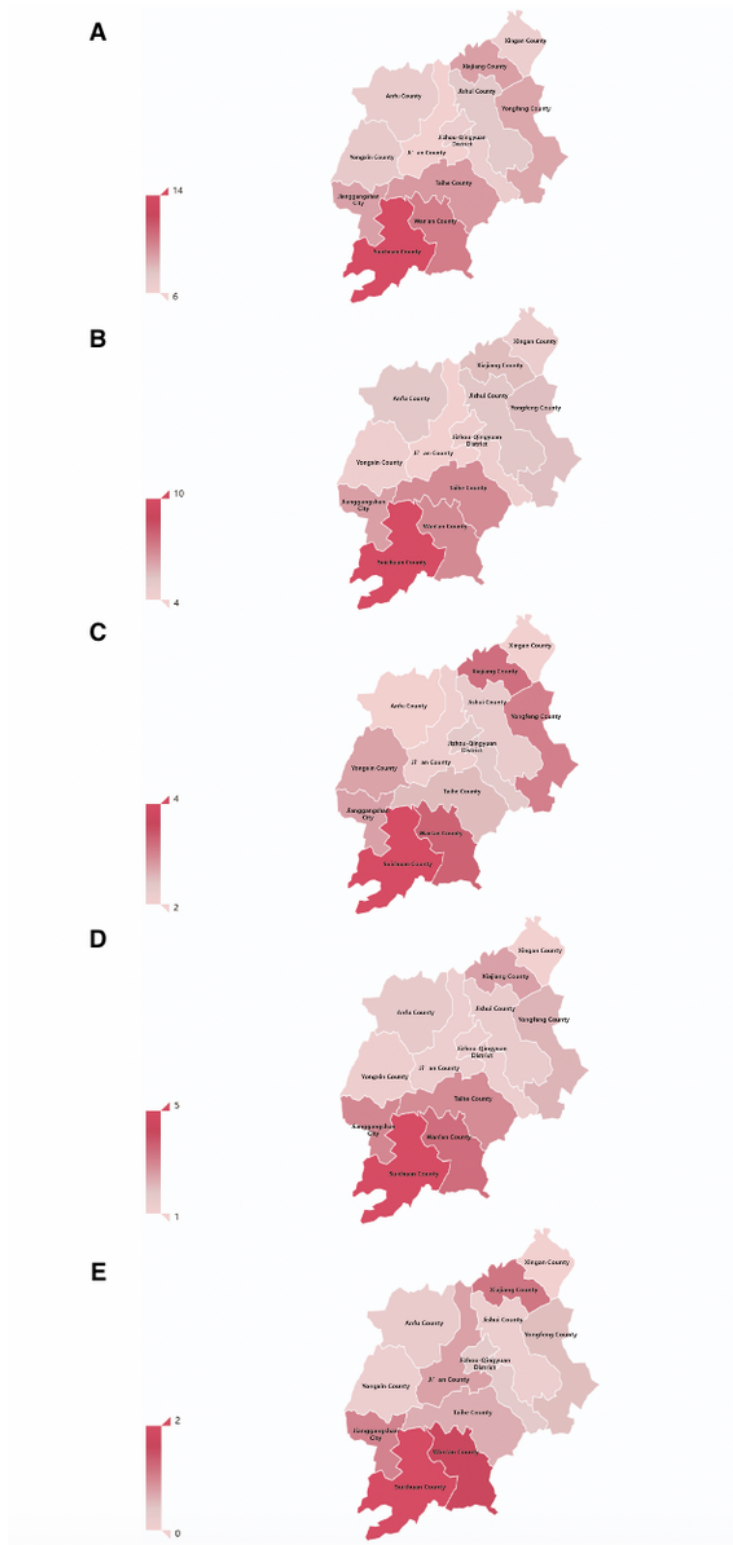 A
Xingan County
Xiajiang County
Jishui County
Anfu County
Yongfeng County
Jizhou-Qingyuan
District
Ji' an County
Yongxin County
Taihe County
14
Jinggangshan
City
Wan'an County
Suichuan County
6
B
Xingan County
Xiajiang County
Jishui County
Anfu County
Yongfeng County
Jizhou-Qingyuan
District
Ji' an County
Yongxin County
Taihe County
10
Jinggangshan
City
Wan'an County
Suichuan County
4
C
Xingan County
Xiajiang County
Jishui County
Anfu County
Yongfeng County
Jizhou-Qingyuan
District
Ji' an County
Yongxin County
Taihe County
4
Jinggangshan
City
Wan'an County
Suichuan County
2
D
Xingan County
Xiajiang County
Jishui County
Anfu County
Yongfeng County
Jizhou-Qingyuan
District
Ji' an County
Yongxin County
Taihe County
5
Jinggangshan
City
Wan'an County
Suichuan County
1
E
Xingan County
Xiajiang County
Jishui County
Anfu County
Yongfeng County
Jizhou-Qingyuan
District
Ji' an County
Yongxin County
Taihe County
2
Jinggangshan
City
Wan'an County
Suichuan County
0